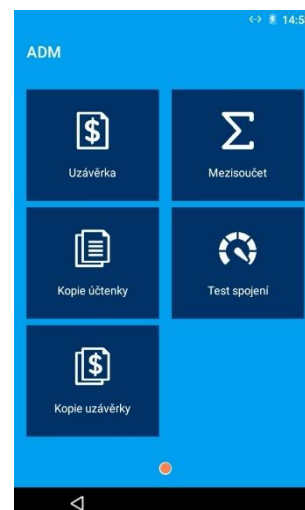 14:5
ADM
Uzávěrka
Mezisoučet
Kopie účtenky
Test spojení
Kopie uzávěrky